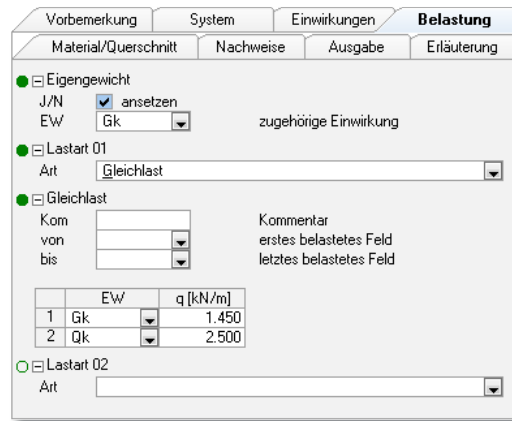 Vorbemerkung System Einwirkungen Belastung
Material/Querschnitt Nachweise Ausgabe Erläuterung
Eigengewicht
J/N ansetzen
EW Gk zugehörige Einwirkung
Lastart 01
Art Gleichlast
Gleichlast
Kom Kommentar
von erstes belastetes Feld
bis letztes belastetes Feld
EW q [kN/m]
1 Gk 1.450
2 Qk 2.500
Lastart 02
Art